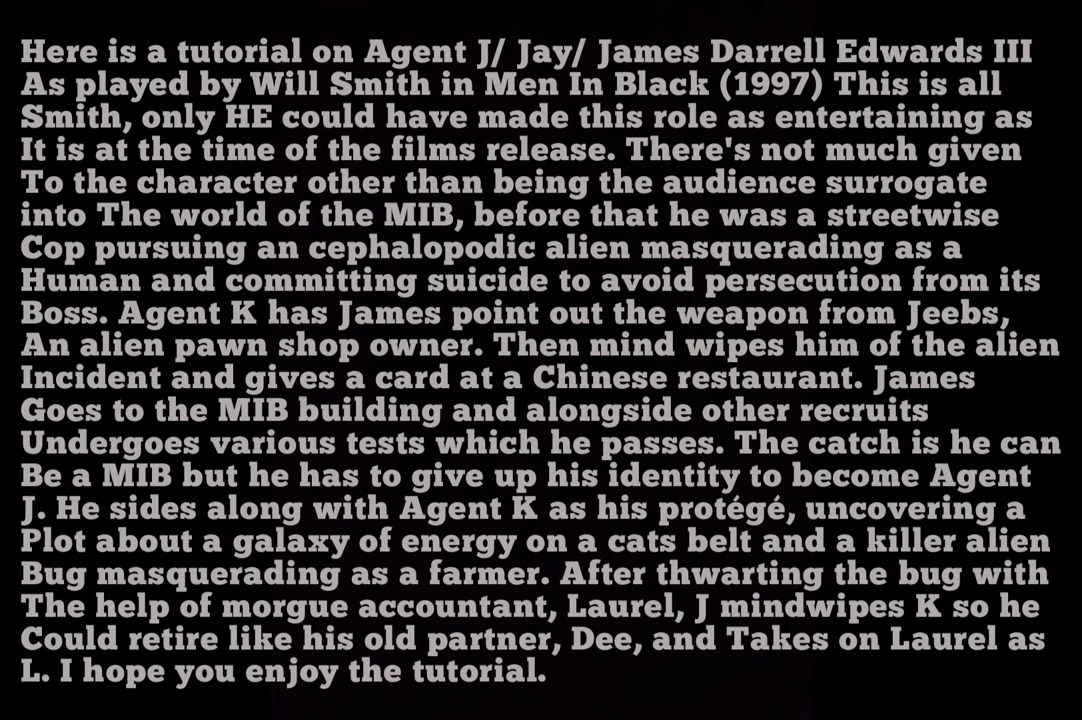 Here is a tutorial on Agent J/ Jay/ James Darrell Edwards III
As played by Will Smith in Men In Black (1997) This is all
Smith, only HE could have made this role as entertaining as
It is at the time of the films release. There's not much given
To the character other than being the audience surrogate
into The world of the MIB, before that he was a streetwise
Cop pursuing an cephalopodic alien masquerading as a
Human and committing suicide to avoid persecution from its
Boss. Agent K has James point out the weapon from Jeebs,
An alien pawn shop owner. Then mind wipes him of the alien
Incident and gives a card at a Chinese restaurant. James
Goes to the MIB building and alongside other recruits
Undergoes various tests which he passes. The catch is he can
Be a MIB but he has to give up his identity to become Agent
J. He sides along with Agent K as his protégé, uncovering a
Plot about a galaxy of energy on a cats belt and a killer alien
Bug masquerading as a farmer. After thwarting the bug with
The help of morgue accountant, Laurel, J mindwipes K so he
Could retire like his old partner, Dee, and Takes on Laurel as
L. I hope you enjoy the tutorial.